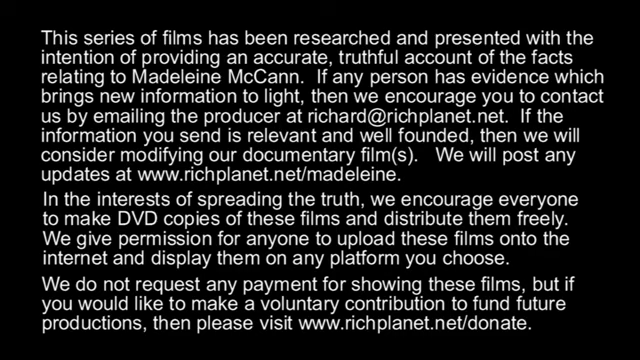 This series of films has been researched and presented with the
intention of providing an accurate, truthful account of the facts
relating to Madeleine McCann.  If any person has evidence which
brings new information to light, then we encourage you to contact
us by emailing the producer at richard@richplanet.net.  If the
information you send is relevant and well founded, then we will
consider modifying our documentary film(s).   We will post any
updates at www.richplanet.net/madeleine.
In the interests of spreading the truth, we encourage everyone
to make DVD copies of these films and distribute them freely.
We give permission for anyone to upload these films onto the
internet and display them on any platform you choose.
We do not request any payment for showing these films, but if
you would like to make a voluntary contribution to fund future
productions, then please visit www.richplanet.net/donate.